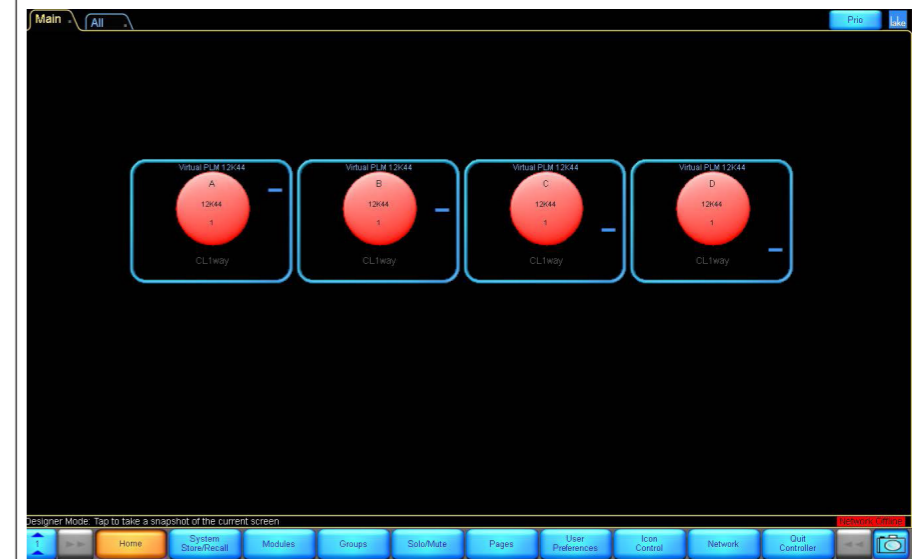 Main
All
Prio
lake
Virtual PLM 12K44
A
12K44
1
CL1way
Virtual PLM 12K44
B
12K44
1
CL1way
Virtual PLM 12K44
C
12K44
1
CL1way
Virtual PLM 12K44
D
12K44
1
CL1way
Designer Mode: Tap to take a snapshot of the current screen
Network Offline
1
Home
System
Store/Recall
Modules
Groups
Solo/Mute
Pages
User
Preferences
Icon
Control
Network
Quit
Controller